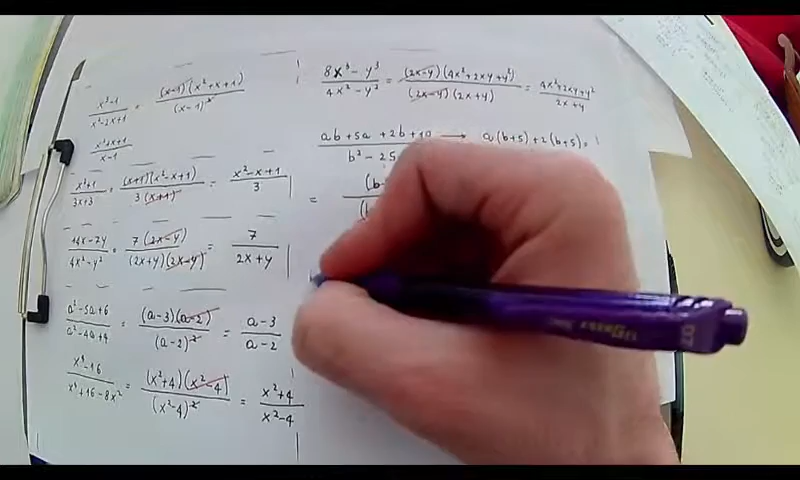 x³-1 / x²-2x+1 = (x-1)(x²+x+1) / (x-1)²
x²+x+1 / x-1
x³+1 / 3x+3 = (x+1)(x²-x+1) / 3(x+1) = x²-x+1 / 3
14x-7y / 4x²-y² = 7(2x-y) / (2x+y)(2x-y) = 7 / 2x+y
a²-5a+6 / a²-4a+4 = (a-3)(a-2) / (a-2)² = a-3 / a-2
x⁴-16 / x⁴+16-8x² = (x²+4)(x²-4) / (x²-4)² = x²+4 / x²-4
8x³-y³ / 4x²-y² = (2x-y)(4x²+2xy+y²) / (2x-y)(2x+y) = 4x²+2xy+y² / 2x+y
ab+5a+2b+10 / b²-25 → a(b+5)+2(b+5)=
= (b / (b